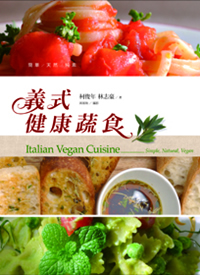 簡單、天然、純素
義式
健康蔬食
柯俊年 林志豪
Italian Vegan Cuisine
Simple, Natural, Vegan